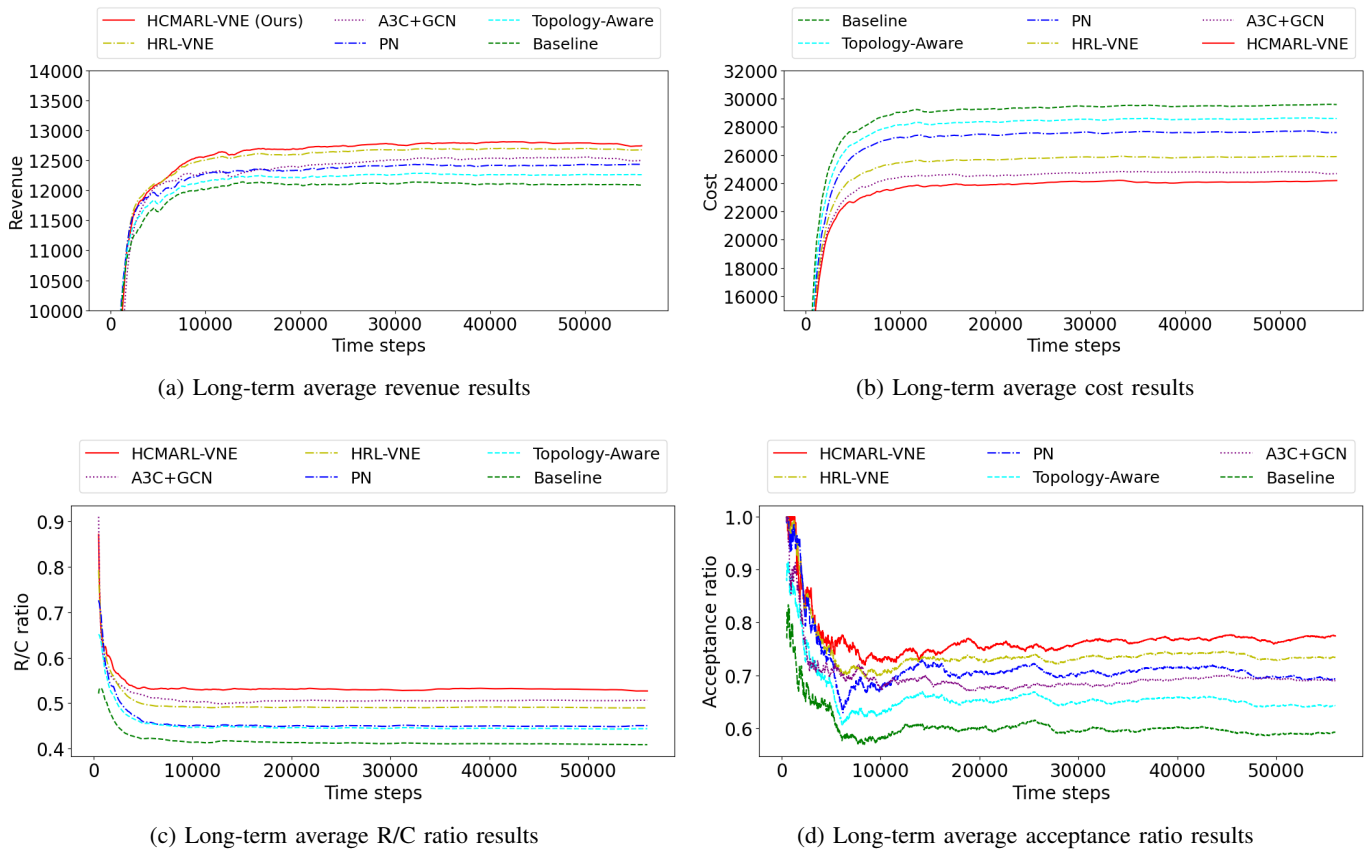 HCMARL-VNE (Ours) A3C+GCN Topology-Aware
HRL-VNE PN Baseline
14000
13500
13000
12500
12000
11500
11000
10500
10000
Revenue
0 10000 20000 30000 40000 50000
Time steps
(a) Long-term average revenue results
Baseline PN A3C+GCN
Topology-Aware HRL-VNE HCMARL-VNE
32000
30000
28000
26000
24000
22000
20000
18000
16000
Cost
0 10000 20000 30000 40000 50000
Time steps
(b) Long-term average cost results
HCMARL-VNE HRL-VNE Topology-Aware
A3C+GCN PN Baseline
0.9
0.8
0.7
0.6
0.5
0.4
R/C ratio
0 10000 20000 30000 40000 50000
Time steps
(c) Long-term average R/C ratio results
HCMARL-VNE PN A3C+GCN
HRL-VNE Topology-Aware Baseline
1.0
0.9
0.8
0.7
0.6
Acceptance ratio
0 10000 20000 30000 40000 50000
Time steps
(d) Long-term average acceptance ratio results